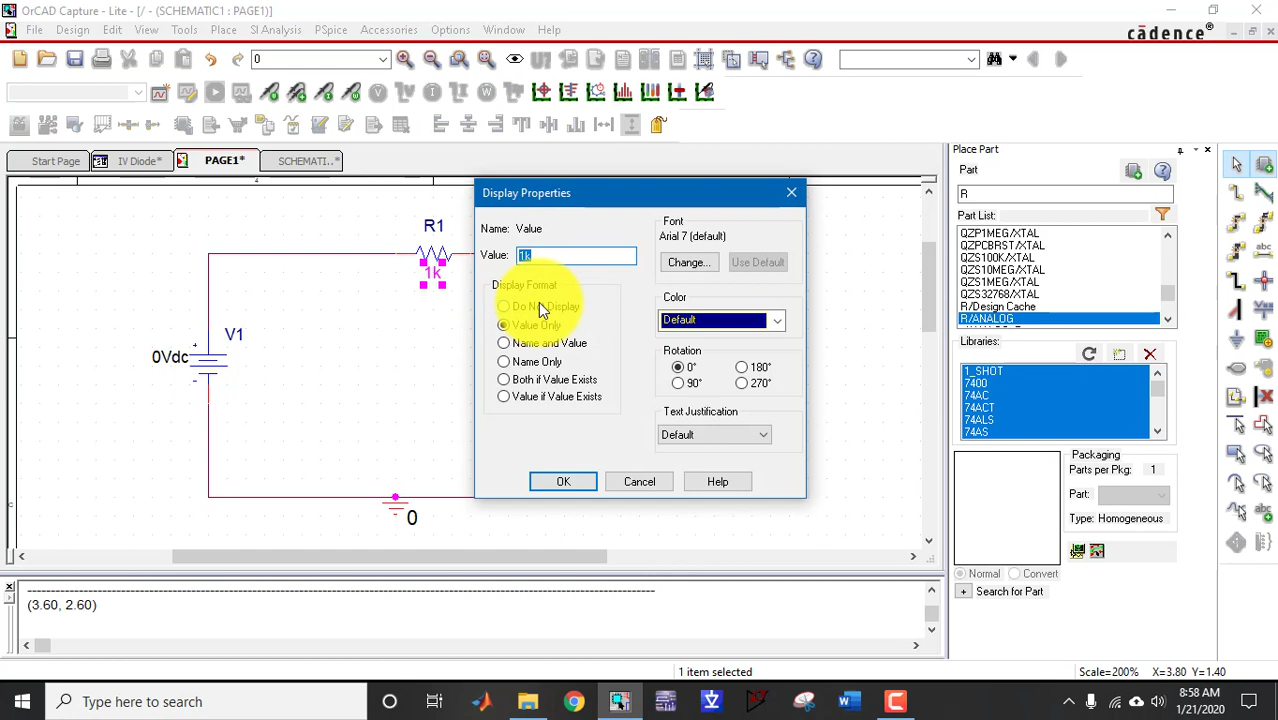 OrCAD Capture - Lite - [/ - (SCHEMATIC1 : PAGE1)]
File Design Edit View Tools Place SI Analysis PSpice Accessories Options Window Help
cādence®
0
Start Page
IV Diode*
PAGE1*
SCHEMATI..*
4
R1
1k
V1
+
0Vdc
-
0
Display Properties
Name: Value
Value: 1k
Display Format
Do Not Display
Value Only
Name and Value
Name Only
Both if Value Exists
Value if Value Exists
Font
Arial 7 (default)
Change...
Use Default
Color
Default
Rotation
0° 180°
90° 270°
Text Justification
Default
OK
Cancel
Help
Place Part
Part
R
Part List:
QZP1MEG/XTAL
QZPCBRST/XTAL
QZS100K/XTAL
QZS10MEG/XTAL
QZS1MEG/XTAL
QZS32768/XTAL
R/Design Cache
R/ANALOG
Libraries:
1_SHOT
7400
74AC
74ACT
74ALS
74AS
Packaging
Parts per Pkg: 1
Part:
Type: Homogeneous
Normal Convert
+ Search for Part
(3.60, 2.60)
1 item selected
Scale=200% X=3.80 Y=1.40
Type here to search
8:58 AM
1/21/2020